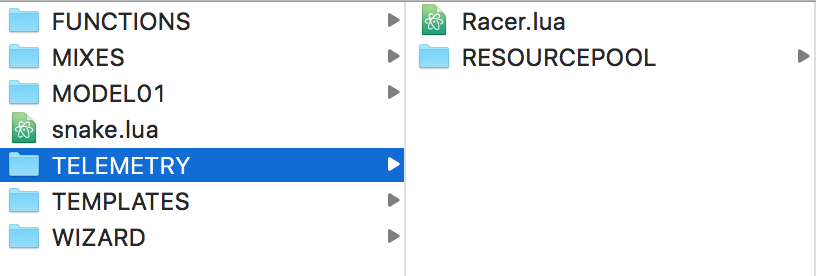 FUNCTIONS
MIXES
MODEL01
snake.lua
TELEMETRY
TEMPLATES
WIZARD
Racer.lua
RESOURCEPOOL